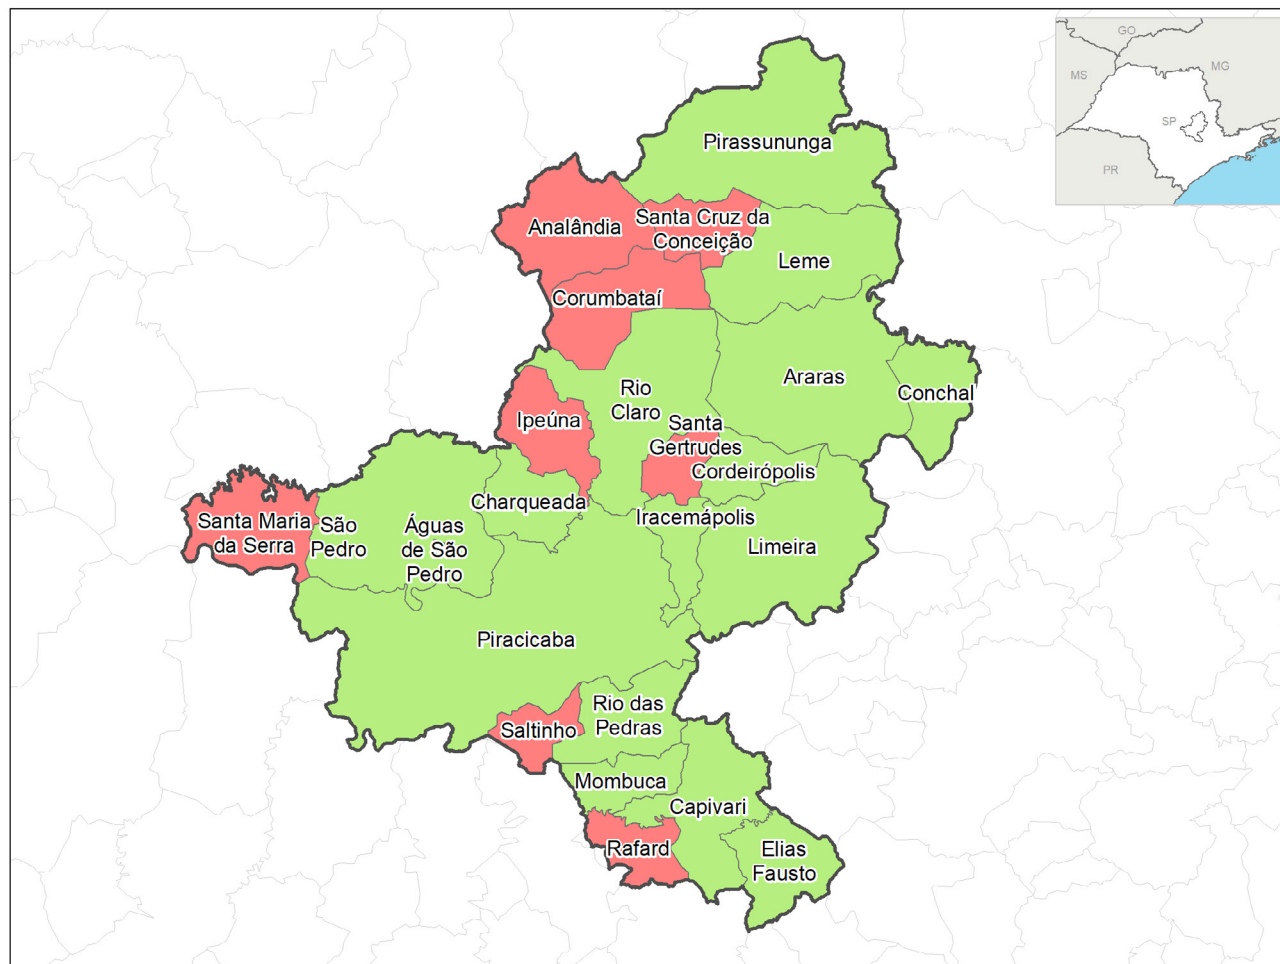 GO
MS
MG
SP
PR
Pirassununga
Analândia
Santa Cruz da
Conceição
Leme
Corumbataí
Araras
Conchal
Rio
Claro
Ipeúna
Santa
Gertrudes
Cordeirópolis
Charqueada
Iracemápolis
Santa Maria
da Serra
São
Pedro
Águas
de São
Pedro
Limeira
Piracicaba
Rio das
Pedras
Saltinho
Mombuca
Capivari
Rafard
Elias
Fausto